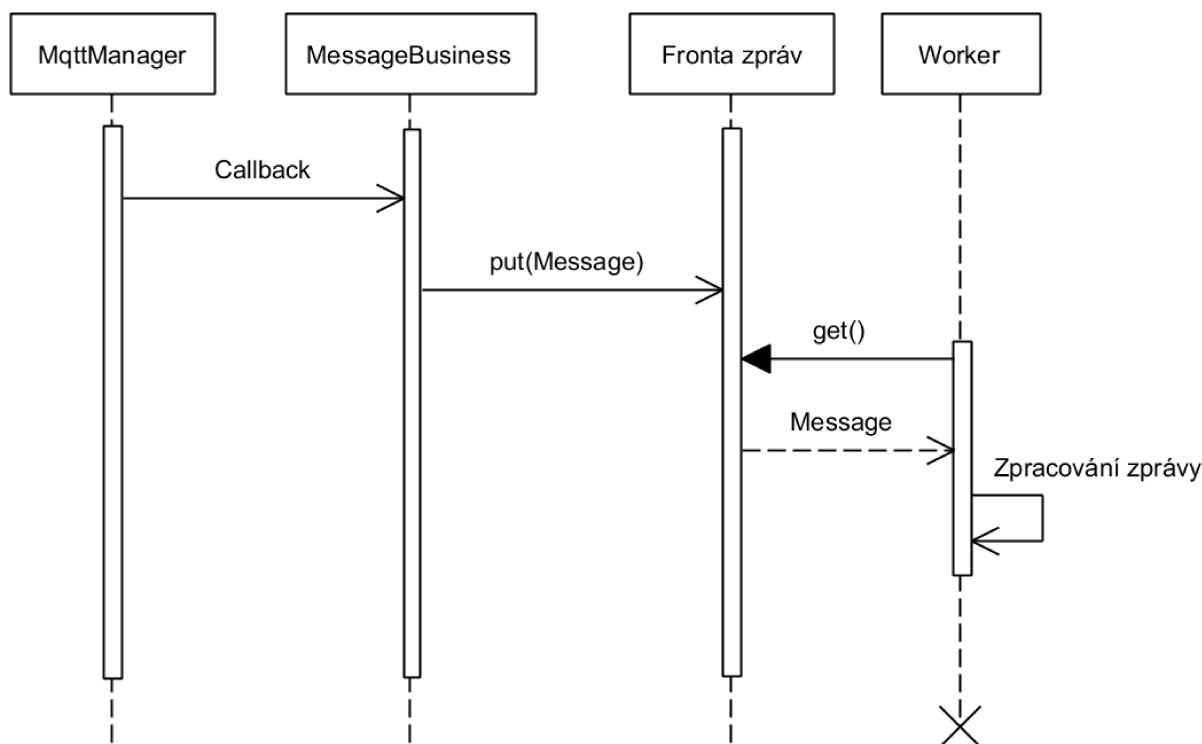 MqttManager
MessageBusiness
Fronta zpráv
Worker
Callback
put(Message)
get()
Message
Zpracování zprávy